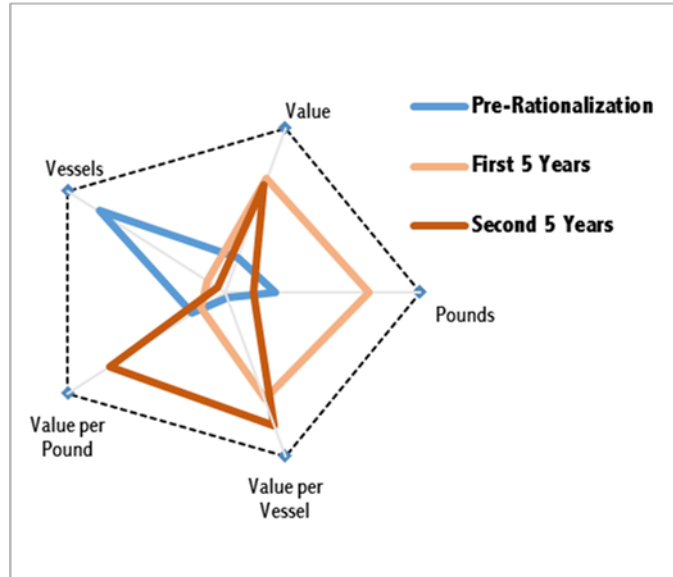 Value
Pre-Rationalization
Vessels
First 5 Years
Second 5 Years
Pounds
Value per
Pound
Value per
Vessel